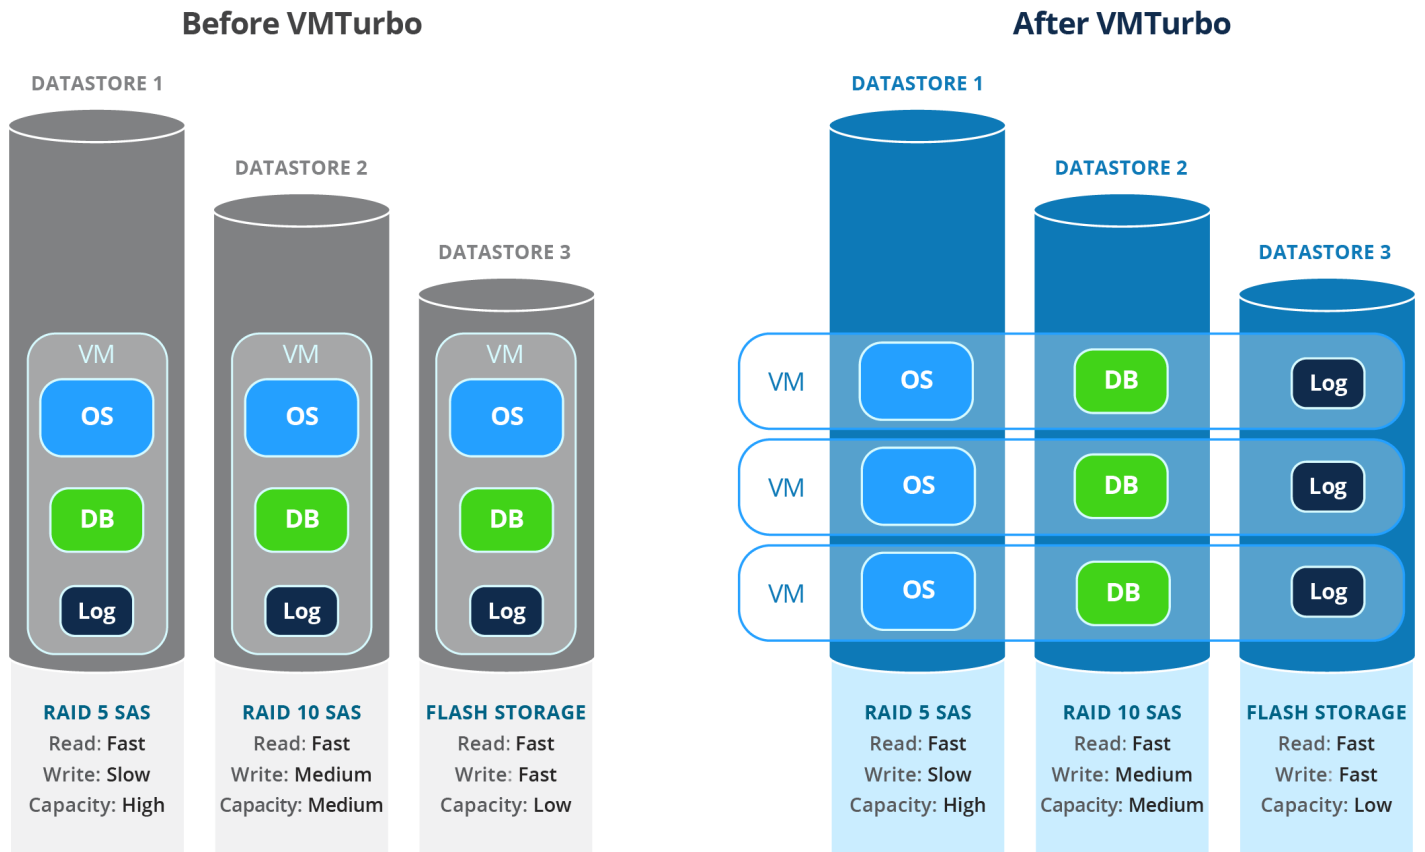 Before VMTurbo
DATASTORE 1
DATASTORE 2
DATASTORE 3
VM
OS
DB
Log
VM
OS
DB
Log
VM
OS
DB
Log
RAID 5 SAS
Read: Fast
Write: Slow
Capacity: High
RAID 10 SAS
Read: Fast
Write: Medium
Capacity: Medium
FLASH STORAGE
Read: Fast
Write: Fast
Capacity: Low
After VMTurbo
DATASTORE 1
DATASTORE 2
DATASTORE 3
VM
OS
DB
Log
VM
OS
DB
Log
VM
OS
DB
Log
RAID 5 SAS
Read: Fast
Write: Slow
Capacity: High
RAID 10 SAS
Read: Fast
Write: Medium
Capacity: Medium
FLASH STORAGE
Read: Fast
Write: Fast
Capacity: Low